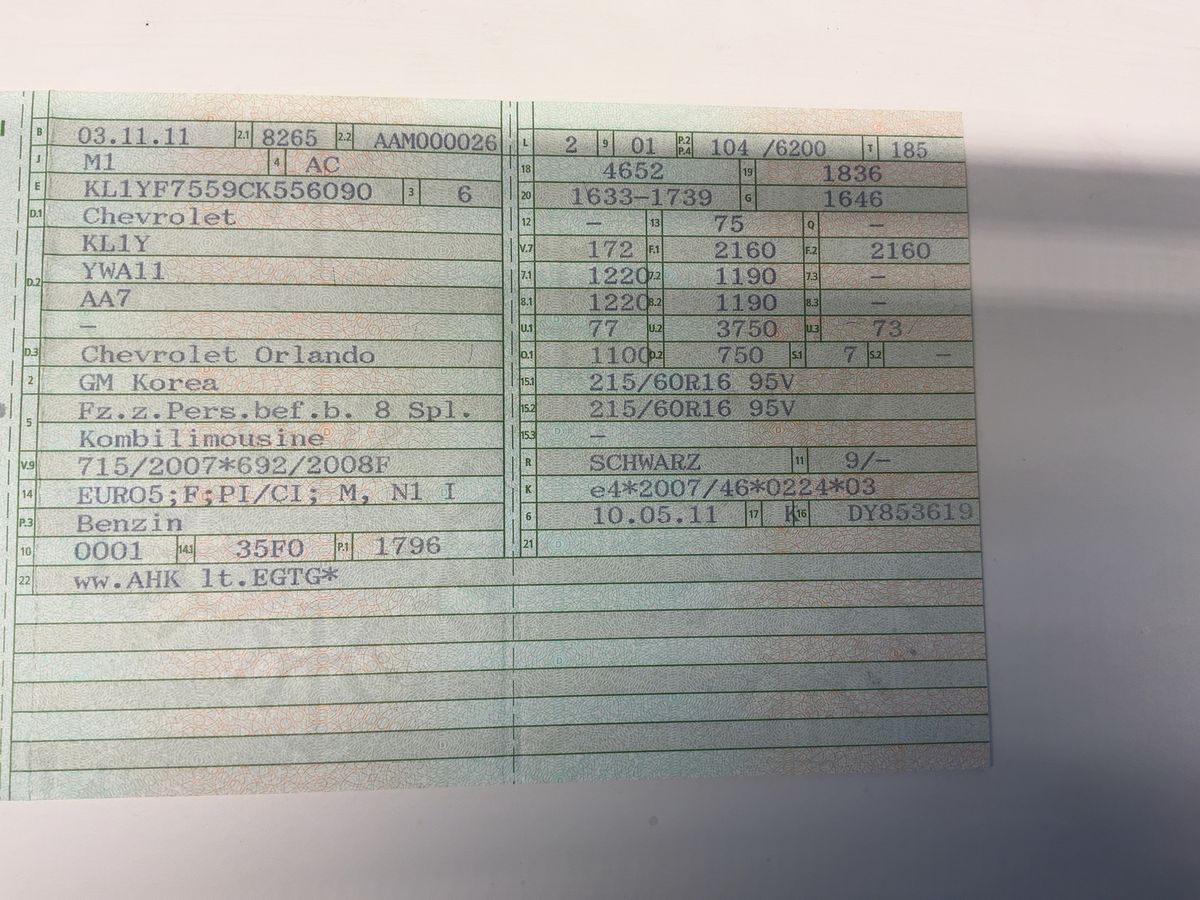 B 03.11.11 2.1 8265 2.2 AAM000026
J M1 4 AC
E KL1YF7559CK556090 3 6
D.1 Chevrolet
KL1Y
D.2 YWA11
AA7
–
D.3 Chevrolet Orlando
2 GM Korea
5 Fz.z.Pers.bef.b. 8 Spl.
Kombilimousine
V.9 715/2007*692/2008F
14 EURO5;F;PI/CI; M, N1 I
P.3 Benzin
10 0001 14.1 35F0 P.1 1796
22 ww.AHK lt.EGTG*
L 2 9 01 P.2 P.4 104 /6200 T 185
18 4652 19 1836
20 1633–1739 G 1646
12 – 13 75 Q –
V.7 172 F.1 2160 F.2 2160
7.1 1220 7.2 1190 7.3 –
8.1 1220 8.2 1190 8.3 –
U.1 77 U.2 3750 U.3 73
O.1 1100 O.2 750 S.1 7 S.2 –
15.1 215/60R16 95V
15.2 215/60R16 95V
15.3 –
R SCHWARZ 11 9/–
K e4*2007/46*0224*03
6 10.05.11 17 K 16 DY853619
21